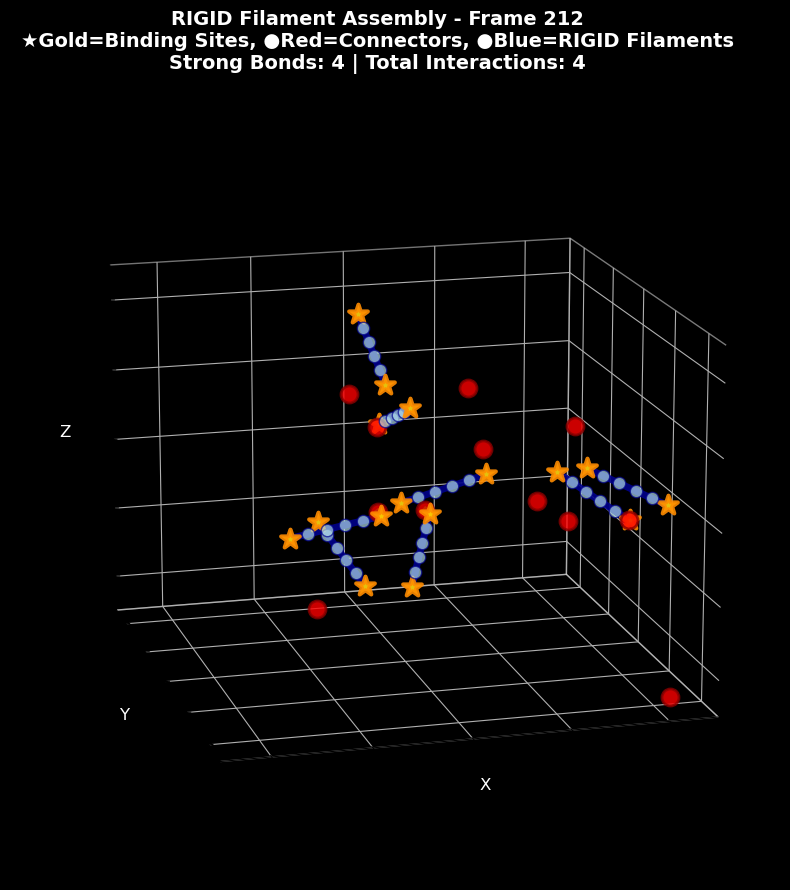 RIGID Filament Assembly - Frame 212
★Gold=Binding Sites, ●Red=Connectors, ●Blue=RIGID Filaments
Strong Bonds: 4 | Total Interactions: 4
Z
Y
X